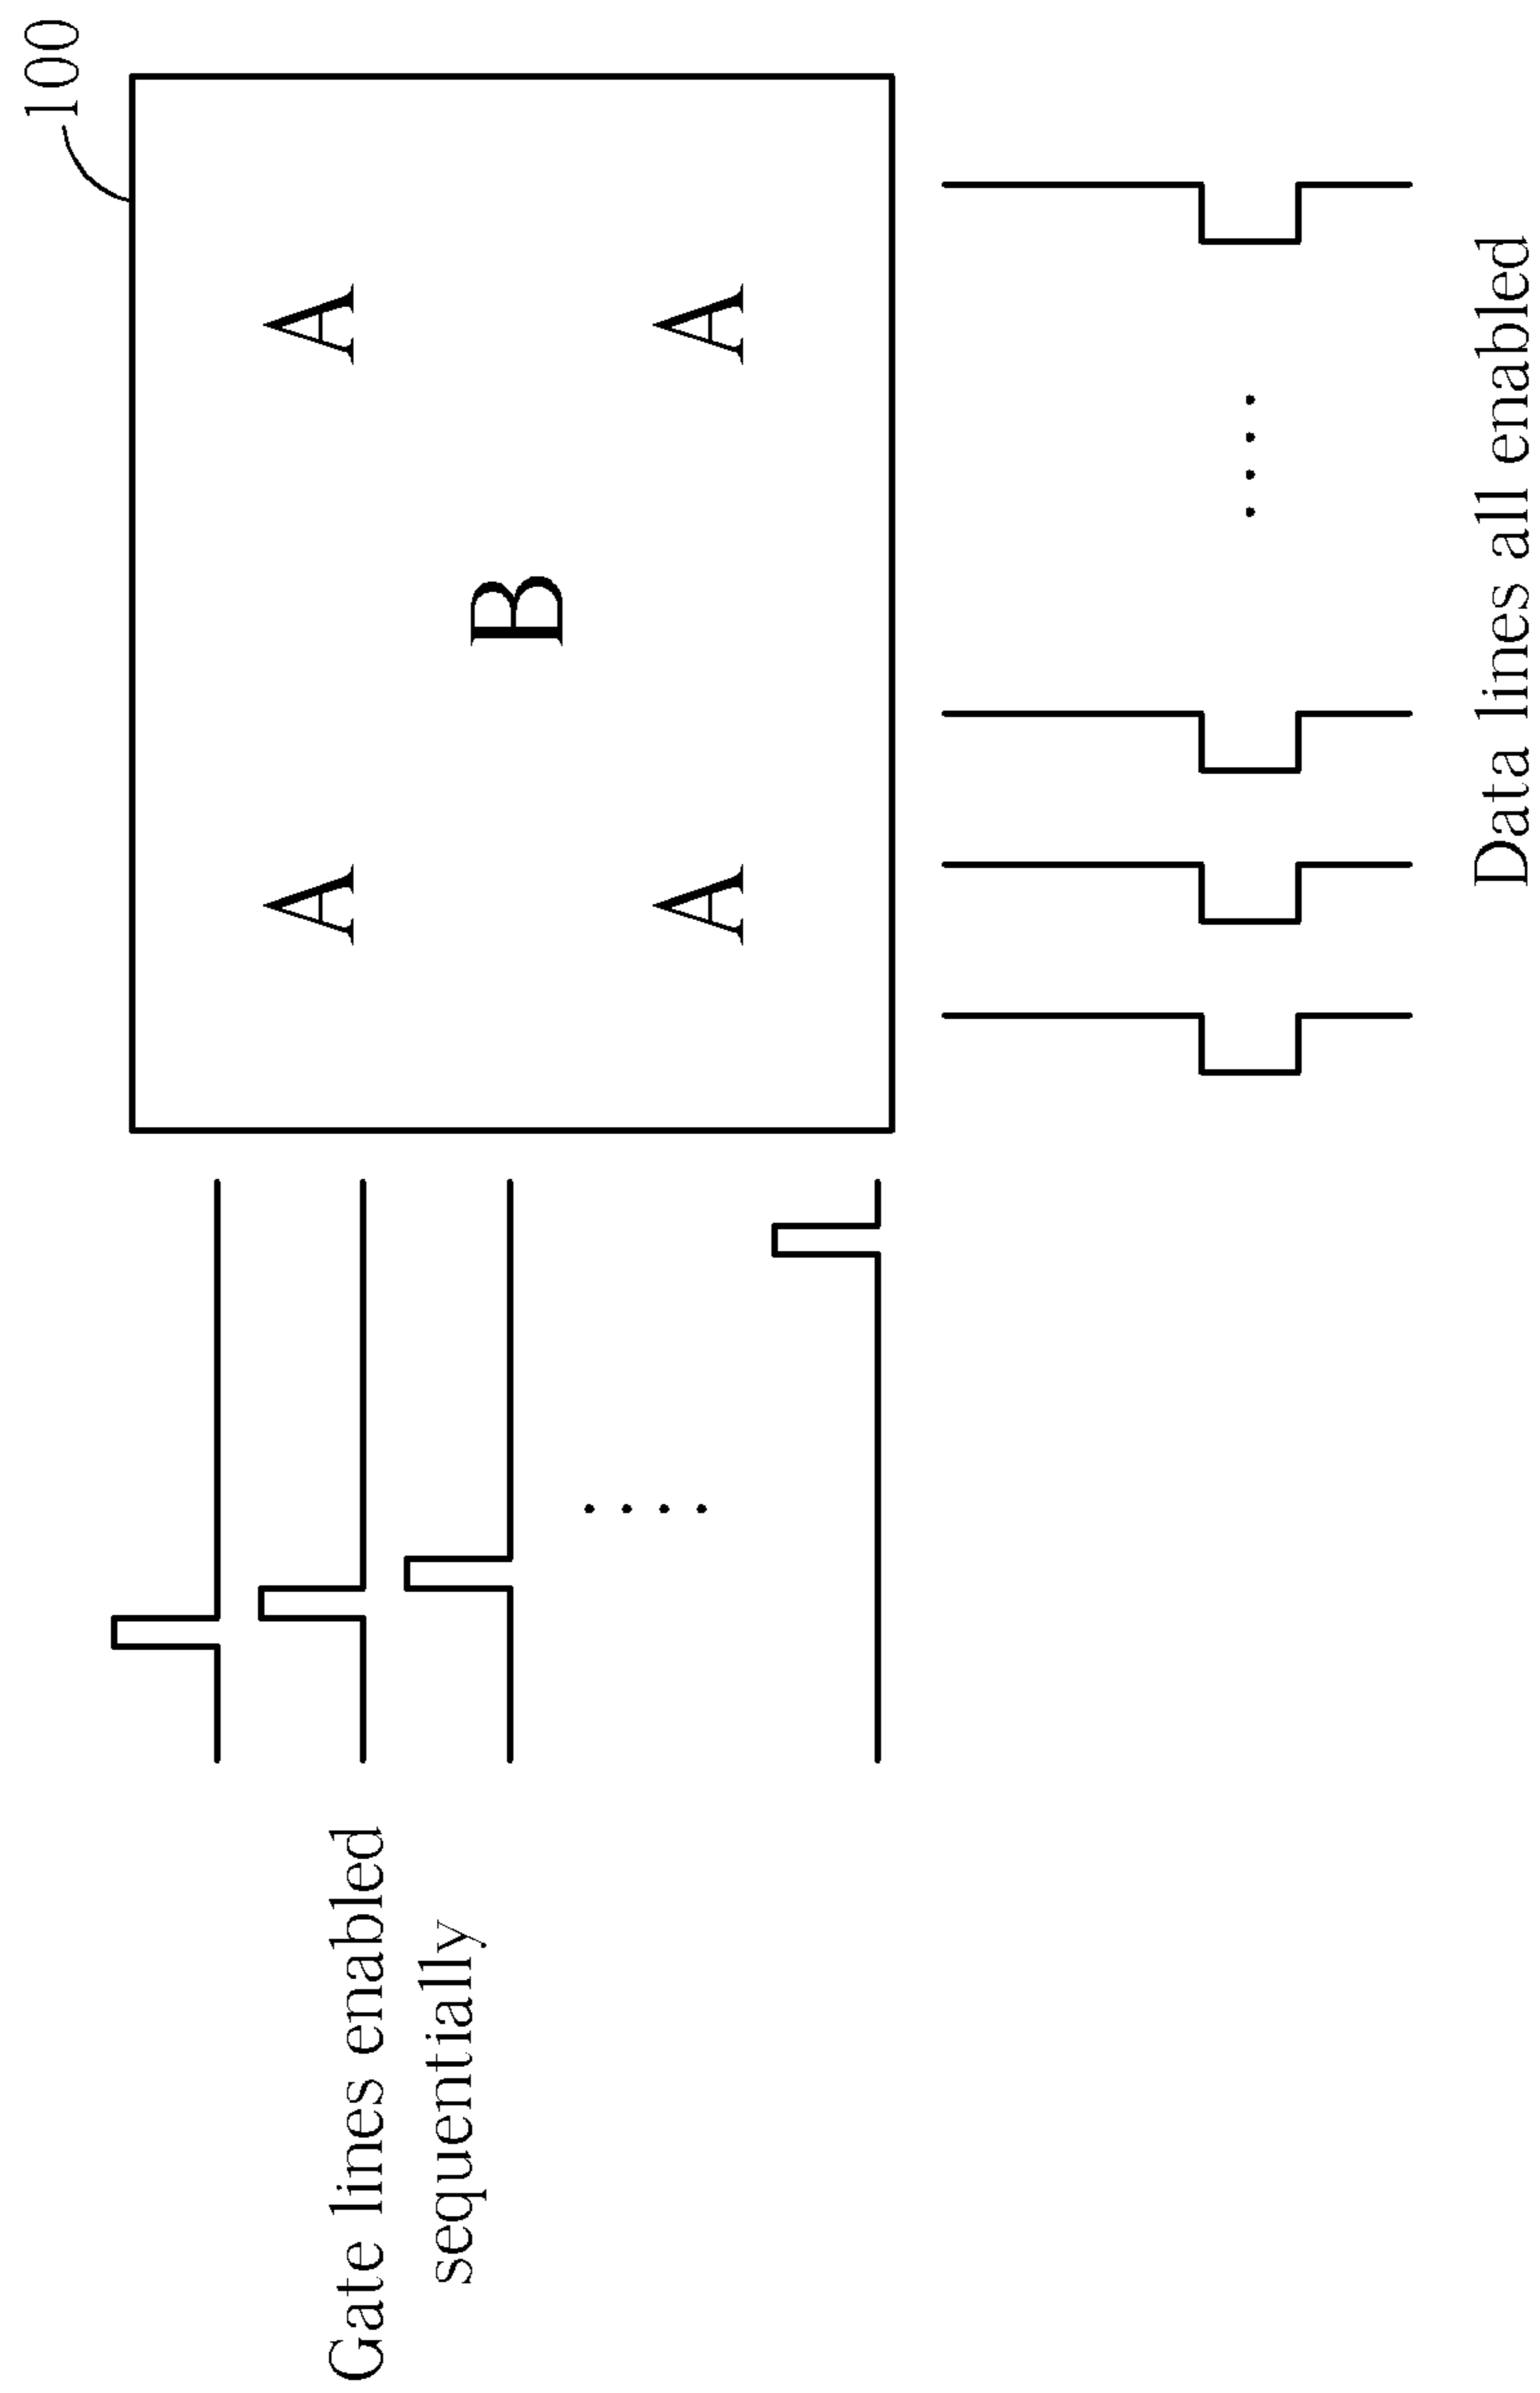 100
A A
B
A A
Gate lines enabled
sequentially
Data lines all enabled